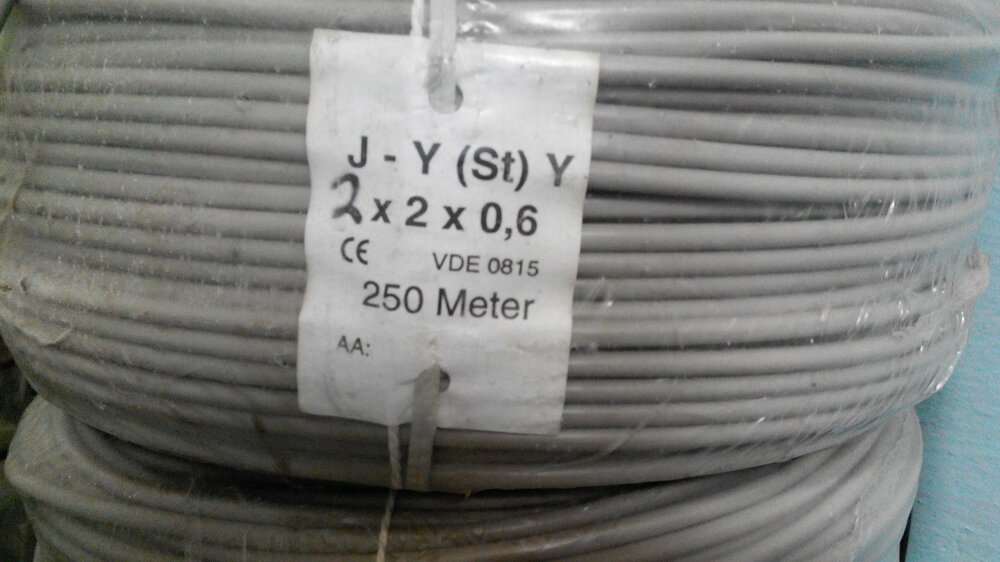 J - Y (St) Y
2 x 2 x 0,6
CE VDE 0815
250 Meter
AA: